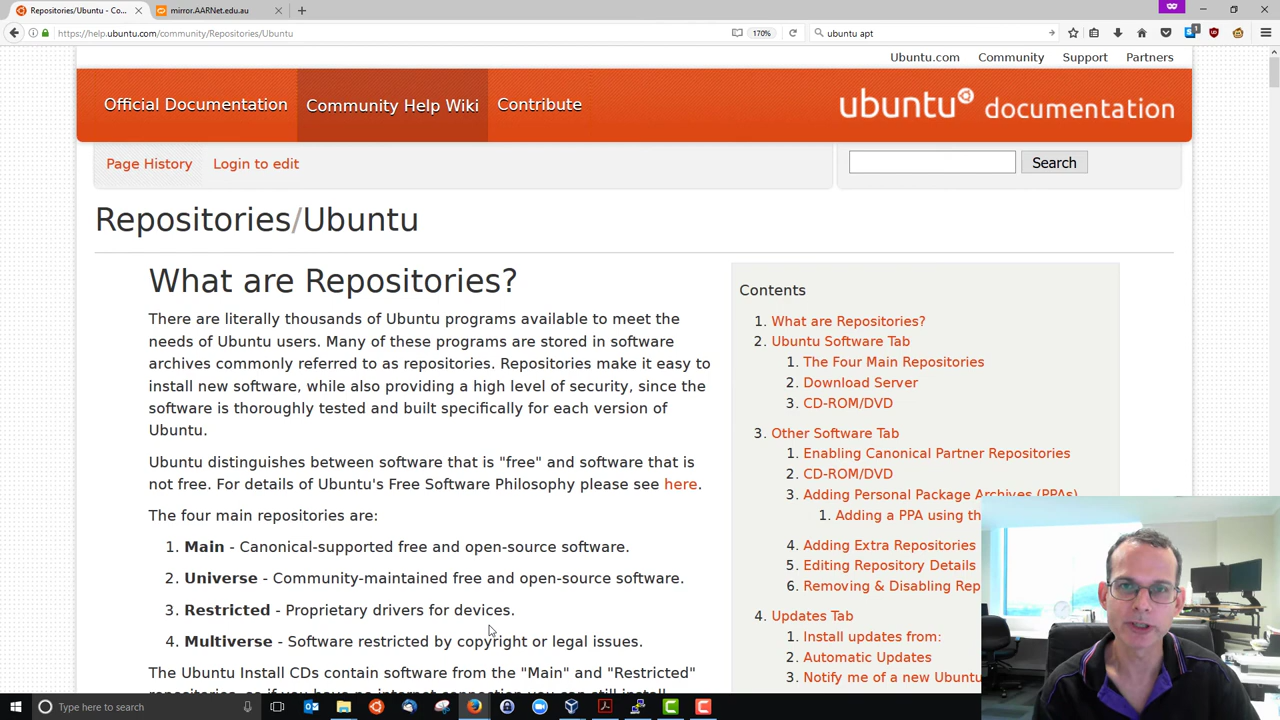 Repositories/Ubuntu - Co...
mirror.AARNet.edu.au
https://help.ubuntu.com/community/Repositories/Ubuntu
170%
ubuntu apt
Ubuntu.com Community Support Partners
Official Documentation Community Help Wiki Contribute
ubuntu documentation
Page History Login to edit
Search
Repositories/Ubuntu
What are Repositories?
There are literally thousands of Ubuntu programs available to meet the
needs of Ubuntu users. Many of these programs are stored in software
archives commonly referred to as repositories. Repositories make it easy to
install new software, while also providing a high level of security, since the
software is thoroughly tested and built specifically for each version of
Ubuntu.
Ubuntu distinguishes between software that is "free" and software that is
not free. For details of Ubuntu's Free Software Philosophy please see here.
The four main repositories are:
1. Main - Canonical-supported free and open-source software.
2. Universe - Community-maintained free and open-source software.
3. Restricted - Proprietary drivers for devices.
4. Multiverse - Software restricted by copyright or legal issues.
The Ubuntu Install CDs contain software from the "Main" and "Restricted"
Contents
1. What are Repositories?
2. Ubuntu Software Tab
1. The Four Main Repositories
2. Download Server
3. CD-ROM/DVD
3. Other Software Tab
1. Enabling Canonical Partner Repositories
2. CD-ROM/DVD
3. Adding Personal Package Archives (PPAs)
1. Adding a PPA using th
4. Adding Extra Repositories
5. Editing Repository Details
6. Removing & Disabling Rep
4. Updates Tab
1. Install updates from:
2. Automatic Updates
3. Notify me of a new Ubuntu
Type here to search